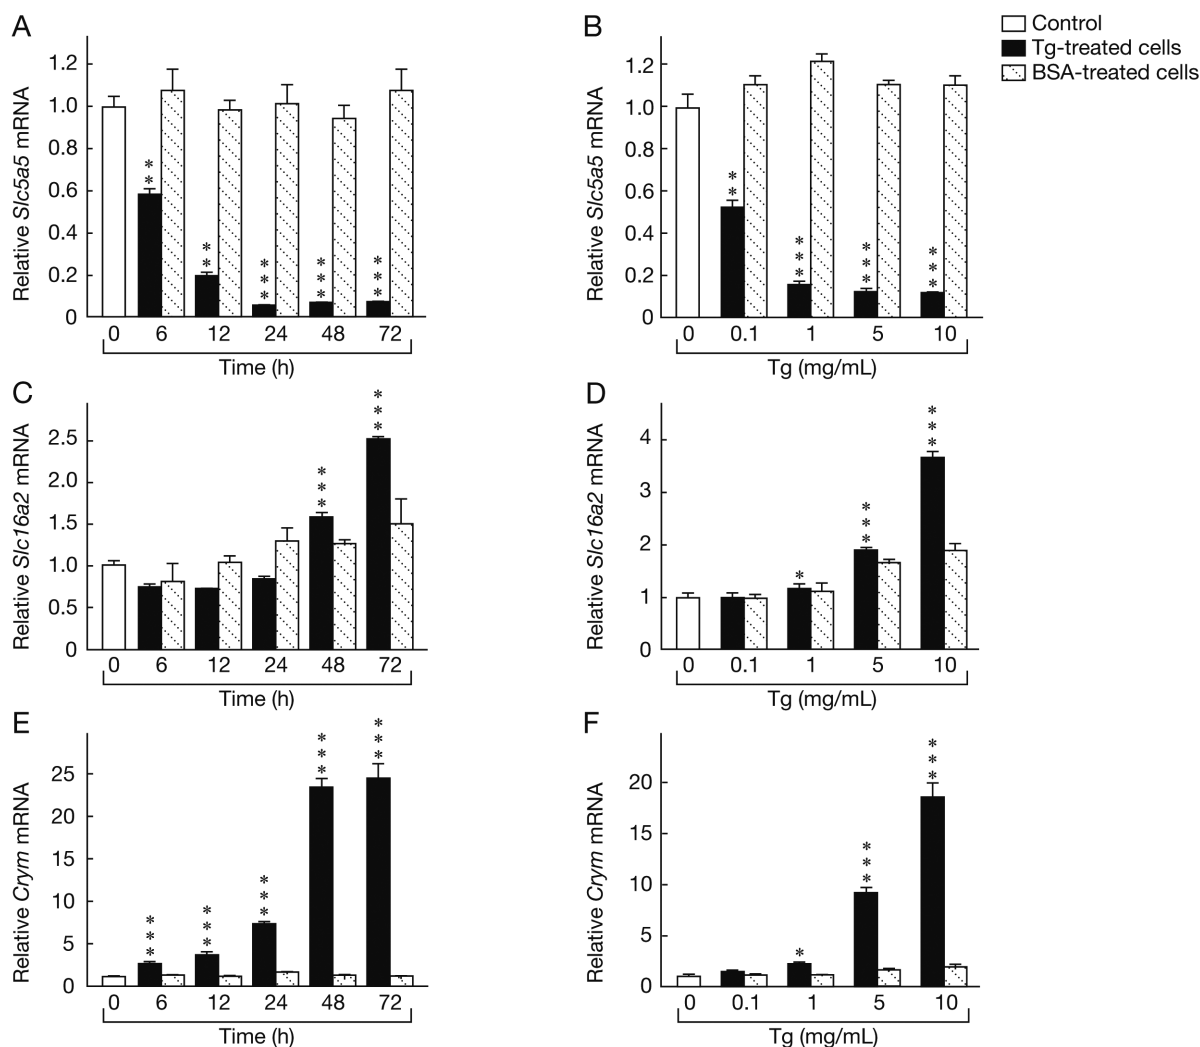 A
Relative Slc5a5 mRNA
1.2
1.0
0.8
0.6
0.4
0.2
0
** ** *** *** ***
0 6 12 24 48 72
Time (h)
B
Relative Slc5a5 mRNA
1.2
1.0
0.8
0.6
0.4
0.2
0
** *** *** ***
0 0.1 1 5 10
Tg (mg/mL)
Control
Tg-treated cells
BSA-treated cells
C
Relative Slc16a2 mRNA
2.5
2.0
1.5
1.0
0.5
0
*** ***
0 6 12 24 48 72
Time (h)
D
Relative Slc16a2 mRNA
4
3
2
1
0
* *** ***
0 0.1 1 5 10
Tg (mg/mL)
E
Relative Crym mRNA
25
20
15
10
5
0
*** *** *** *** ***
0 6 12 24 48 72
Time (h)
F
Relative Crym mRNA
20
15
10
5
0
* *** ***
0 0.1 1 5 10
Tg (mg/mL)